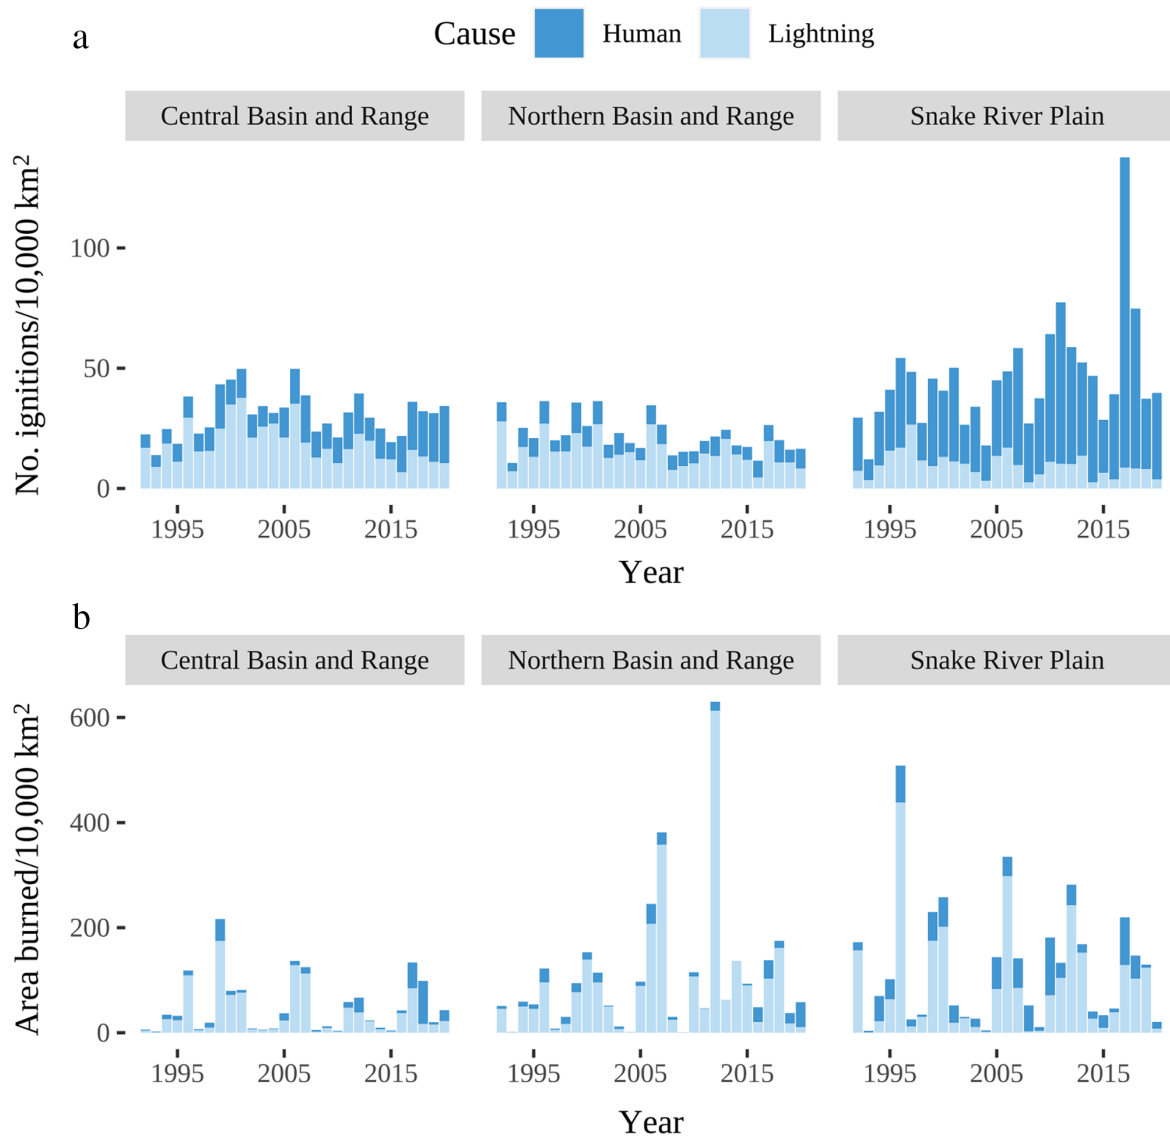 a
Cause Human Lightning
Central Basin and Range Northern Basin and Range Snake River Plain
No. ignitions/10,000 km²
100
50
0
1995 2005 2015 1995 2005 2015 1995 2005 2015
Year
b
Central Basin and Range Northern Basin and Range Snake River Plain
Area burned/10,000 km²
600
400
200
0
1995 2005 2015 1995 2005 2015 1995 2005 2015
Year